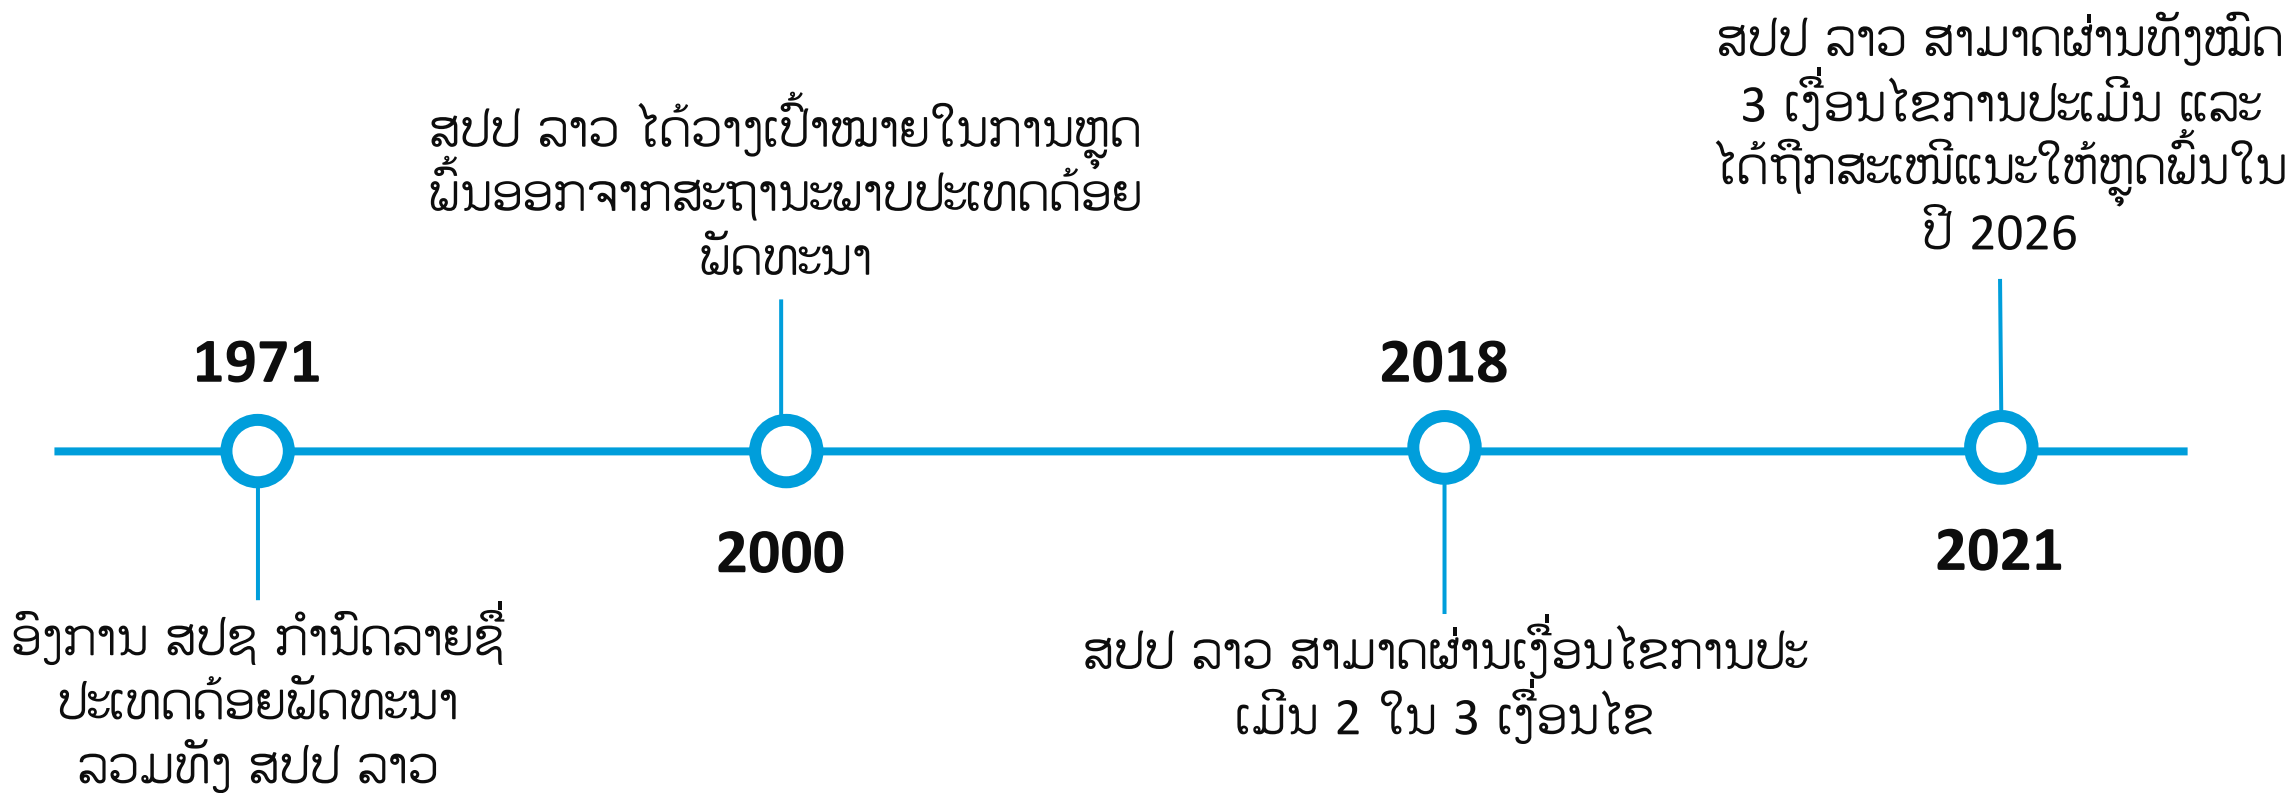 1971
ອົງການ ສປຊ ກຳນົດລາຍຊື່
ປະເທດດ້ອຍພັດທະນາ
ລວມທັງ ສປປ ລາວ
ສປປ ລາວ ໄດ້ວາງເປົ້າໝາຍໃນການຫຼຸດ
ພົ້ນອອກຈາກສະຖານະພາບປະເທດດ້ອຍ
ພັດທະນາ
2000
2018
ສປປ ລາວ ສາມາດຜ່ານເງື່ອນໄຂການປະ
ເມີນ 2 ໃນ 3 ເງື່ອນໄຂ
ສປປ ລາວ ສາມາດຜ່ານທັງໝົດ
3 ເງື່ອນໄຂການປະເມີນ ແລະ
ໄດ້ຖືກສະເໜີແນະໃຫ້ຫຼຸດພົ້ນໃນ
ປີ 2026
2021